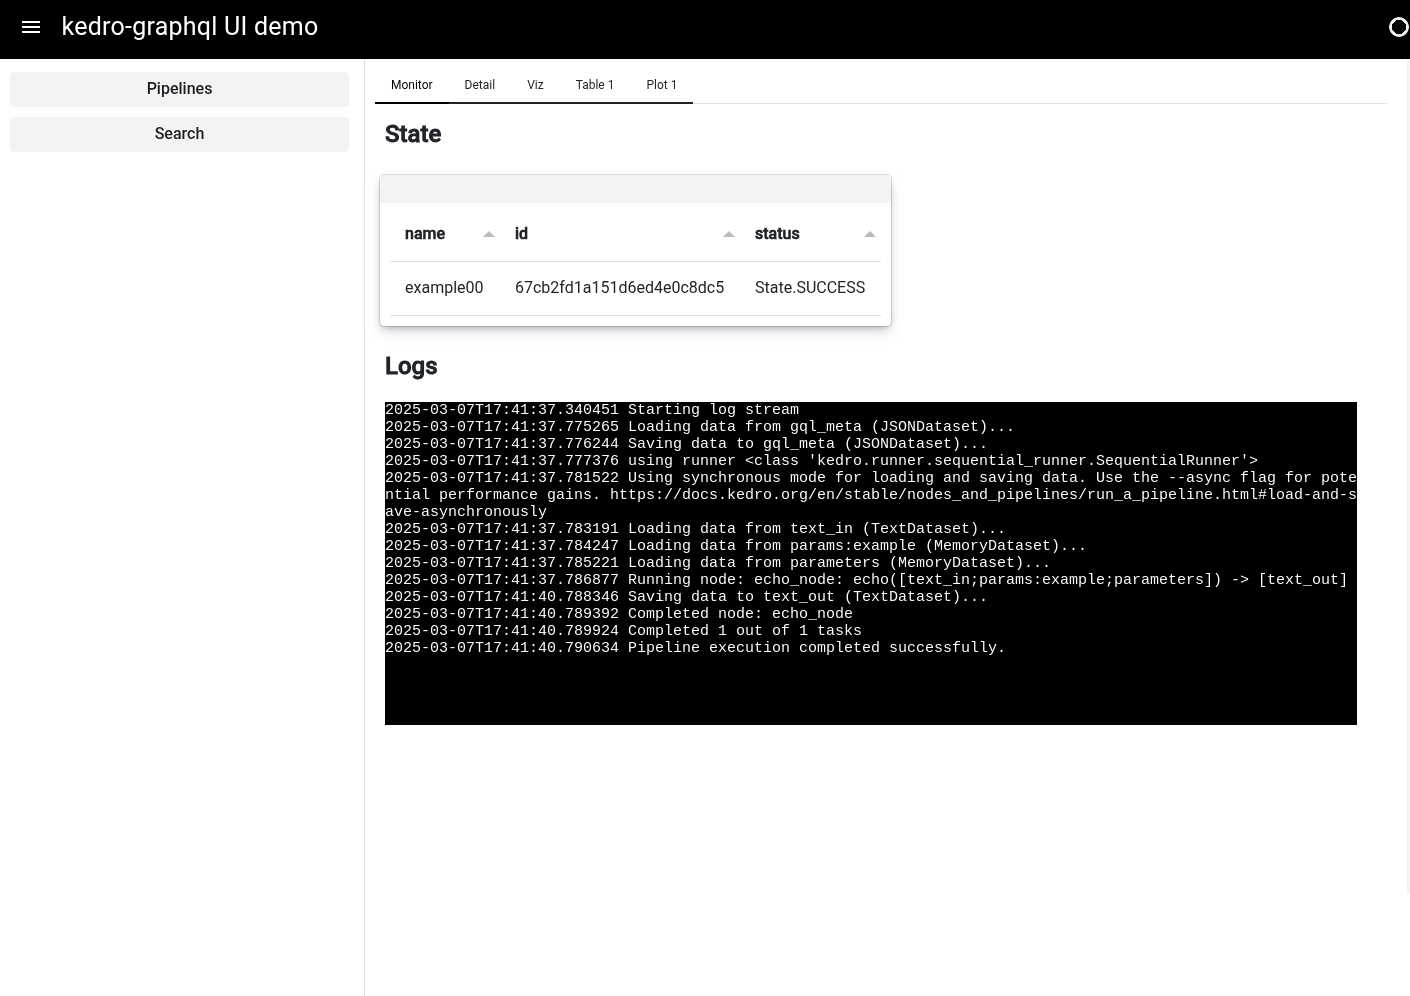 kedro-graphql UI demo
Pipelines
Search
Monitor Detail Viz Table 1 Plot 1
State
name id status
example00 67cb2fd1a151d6ed4e0c8dc5 State.SUCCESS
Logs
2025-03-07T17:41:37.340451 Starting log stream
2025-03-07T17:41:37.775265 Loading data from gql_meta (JSONDataset)...
2025-03-07T17:41:37.776244 Saving data to gql_meta (JSONDataset)...
2025-03-07T17:41:37.777376 using runner <class 'kedro.runner.sequential_runner.SequentialRunner'>
2025-03-07T17:41:37.781522 Using synchronous mode for loading and saving data. Use the --async flag for pote
ntial performance gains. https://docs.kedro.org/en/stable/nodes_and_pipelines/run_a_pipeline.html#load-and-s
ave-asynchronously
2025-03-07T17:41:37.783191 Loading data from text_in (TextDataset)...
2025-03-07T17:41:37.784247 Loading data from params:example (MemoryDataset)...
2025-03-07T17:41:37.785221 Loading data from parameters (MemoryDataset)...
2025-03-07T17:41:37.786877 Running node: echo_node: echo([text_in;params:example;parameters]) -> [text_out]
2025-03-07T17:41:40.788346 Saving data to text_out (TextDataset)...
2025-03-07T17:41:40.789392 Completed node: echo_node
2025-03-07T17:41:40.789924 Completed 1 out of 1 tasks
2025-03-07T17:41:40.790634 Pipeline execution completed successfully.